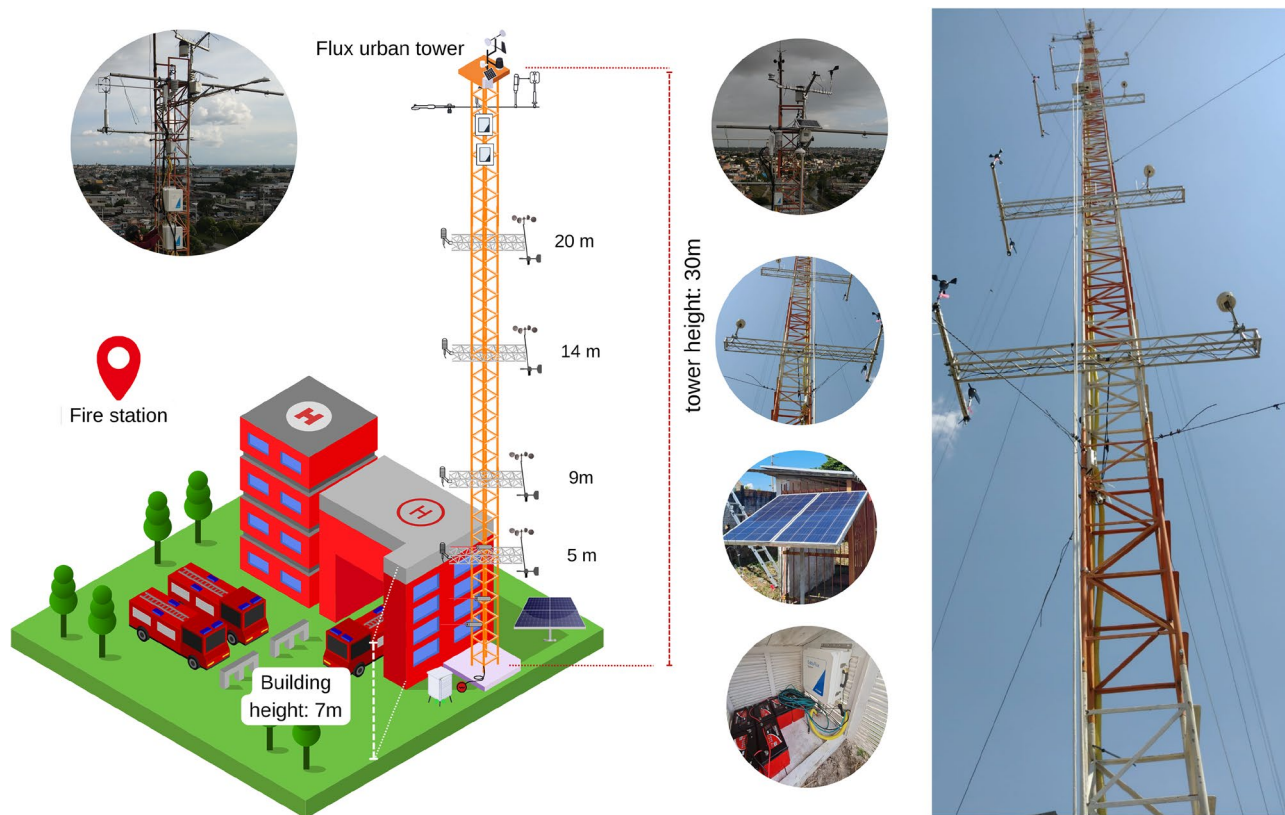 Flux urban tower
20 m
14 m
9m
5 m
tower height: 30m
Fire station
Building
height: 7m
H
H